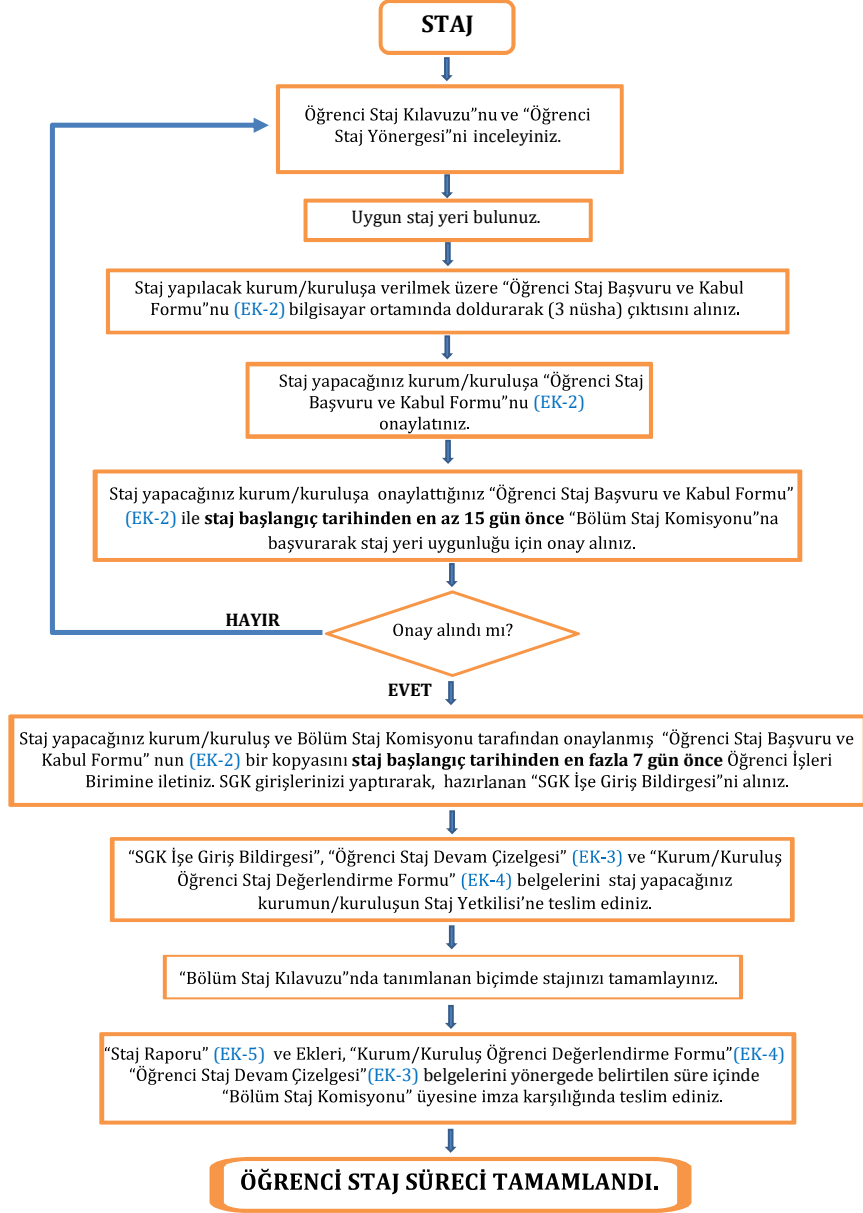 STAJ
Öğrenci Staj Kılavuzu”nu ve “Öğrenci
Staj Yönergesi”ni inceleyiniz.
Uygun staj yeri bulunuz.
Staj yapılacak kurum/kuruluşa verilmek üzere “Öğrenci Staj Başvuru ve Kabul
Formu”nu (EK-2) bilgisayar ortamında doldurarak (3 nüsha) çıktısını alınız.
Staj yapacağınız kurum/kuruluşa “Öğrenci Staj
Başvuru ve Kabul Formu”nu (EK-2)
onaylatınız.
Staj yapacağınız kurum/kuruluşa onaylattığınız “Öğrenci Staj Başvuru ve Kabul Formu”
(EK-2) ile staj başlangıç tarihinden en az 15 gün önce “Bölüm Staj Komisyonu”na
başvurarak staj yeri uygunluğu için onay alınız.
HAYIR
Onay alındı mı?
EVET
Staj yapacağınız kurum/kuruluş ve Bölüm Staj Komisyonu tarafından onaylanmış “Öğrenci Staj Başvuru ve
Kabul Formu” nun (EK-2) bir kopyasını staj başlangıç tarihinden en fazla 7 gün önce Öğrenci İşleri
Birimine iletiniz. SGK girişlerinizi yaptırarak, hazırlanan “SGK İşe Giriş Bildirgesi”ni alınız.
“SGK İşe Giriş Bildirgesi”, “Öğrenci Staj Devam Çizelgesi” (EK-3) ve “Kurum/Kuruluş
Öğrenci Staj Değerlendirme Formu” (EK-4) belgelerini staj yapacağınız
kurumun/kuruluşun Staj Yetkilisi’ne teslim ediniz.
“Bölüm Staj Kılavuzu”nda tanımlanan biçimde stajınızı tamamlayınız.
“Staj Raporu” (EK-5) ve Ekleri, “Kurum/Kuruluş Öğrenci Değerlendirme Formu”(EK-4)
“Öğrenci Staj Devam Çizelgesi”(EK-3) belgelerini yönergede belirtilen süre içinde
“Bölüm Staj Komisyonu” üyesine imza karşılığında teslim ediniz.
ÖĞRENCİ STAJ SÜRECİ TAMAMLANDI.